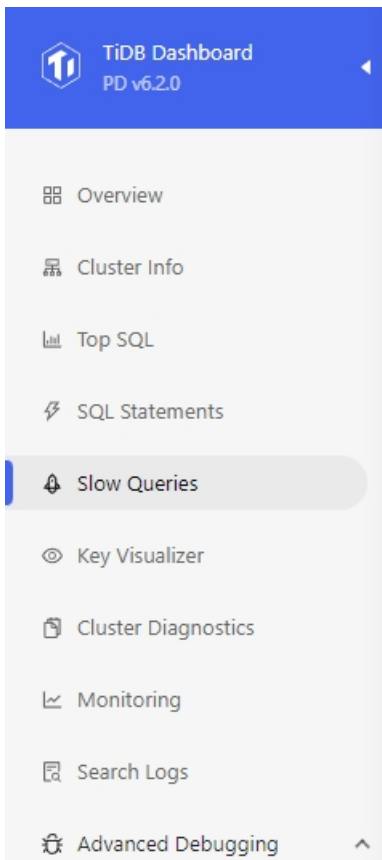 TiDB Dashboard
PD v6.2.0
Overview
Cluster Info
Top SQL
SQL Statements
Slow Queries
Key Visualizer
Cluster Diagnostics
Monitoring
Search Logs
Advanced Debugging